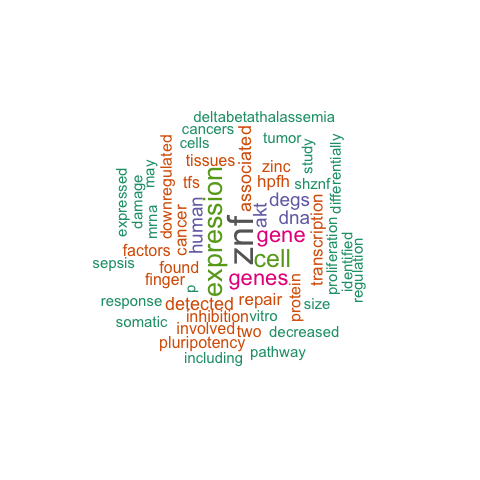 deltabetathalassemia
cancers
tumor
cells
study
differentially
associated
downregulated
tissues
zinc
may
tfs
hpfh
shznf
expressed
damage
mrna
expression
human
akt
degs
dna
cancer
znf
gene
transcription
proliferation
identified
regulation
factors
cell
sepsis
found
finger
genes
p
protein
response
detected
repair
size
somatic
inhibition
vitro
involved
two
decreased
pluripotency
including
pathway